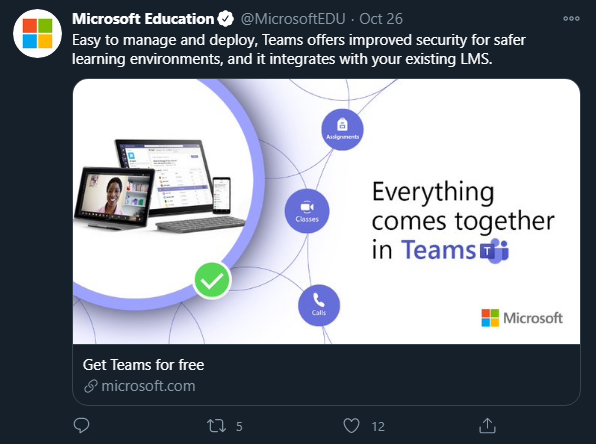 Microsoft Education @MicrosoftEDU · Oct 26
Easy to manage and deploy, Teams offers improved security for safer
learning environments, and it integrates with your existing LMS.
Assignments
Classes
Calls
Everything
comes together
in Teams
T
Microsoft
Get Teams for free
microsoft.com
5
12